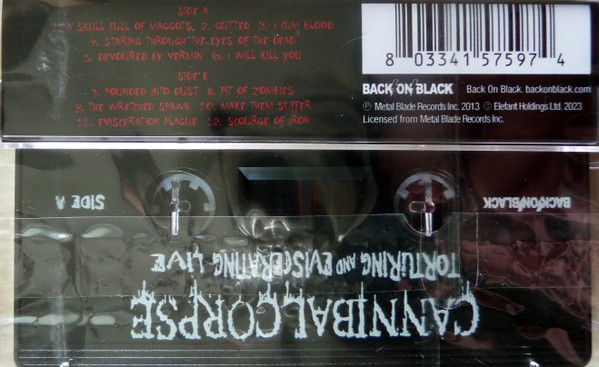 SIDE A
1. A SKULL FULL OF MAGGOTS, 2. GUTTED 3. I CUM BLOOD
4. STARING THROUGH THE EYES OF THE DEAD
5. DEVOURED BY VERMIN 6. I WILL KILL YOU
SIDE B
7. POUNDED INTO DUST 8. PIT OF ZOMBIES
9. THE WRETCHED SPAWN 10. MAKE THEM SUFFER
11. EVISCERATION PLAGUE 12. SCOURGE OF IRON
8 03341 57597 4
BACK ON BLACK Back On Black. backonblack.com
℗ Metal Blade Records Inc. 2013 © Elefant Holdings Ltd. 2023
Licensed from Metal Blade Records Inc.
CANNIBAL CORPSE
TORTURING AND EVISCERATING LIVE
BACK ON BLACK
SIDE A